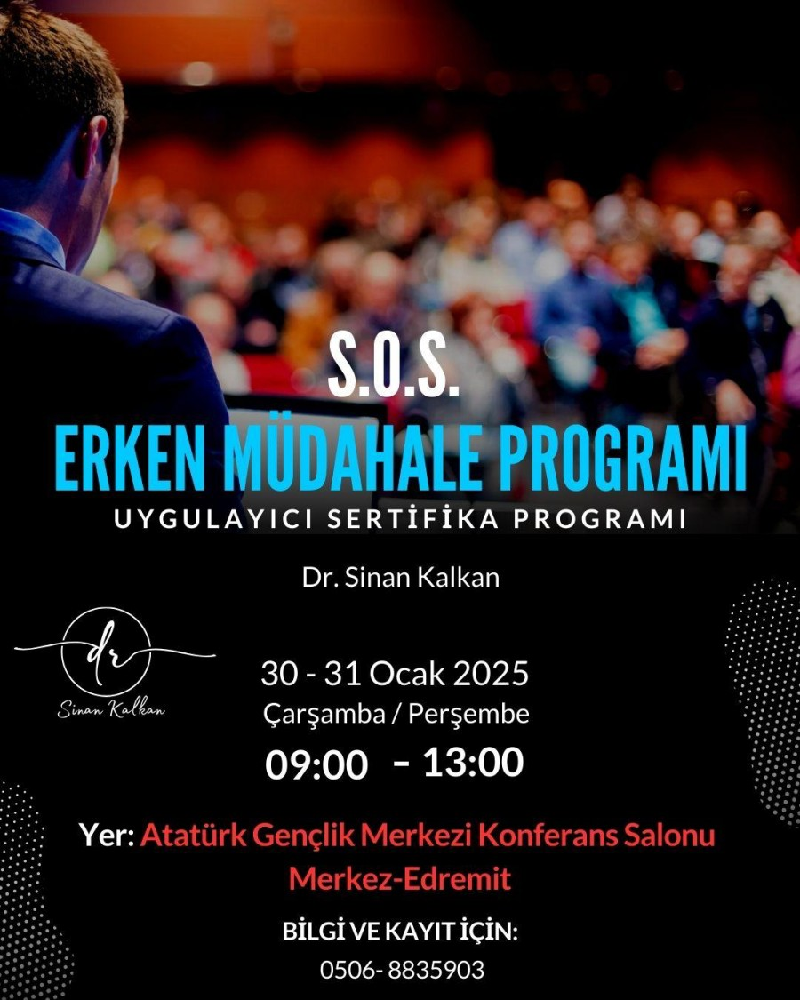 S.O.S.
ERKEN MÜDAHALE PROGRAMI
UYGULAYICI SERTİFİKA PROGRAMI
Dr. Sinan Kalkan
dr
Sinan Kalkan
30 - 31 Ocak 2025
Çarşamba / Perşembe
09:00 - 13:00
Yer: Atatürk Gençlik Merkezi Konferans Salonu
Merkez-Edremit
BİLGİ VE KAYIT İÇİN:
0506- 8835903